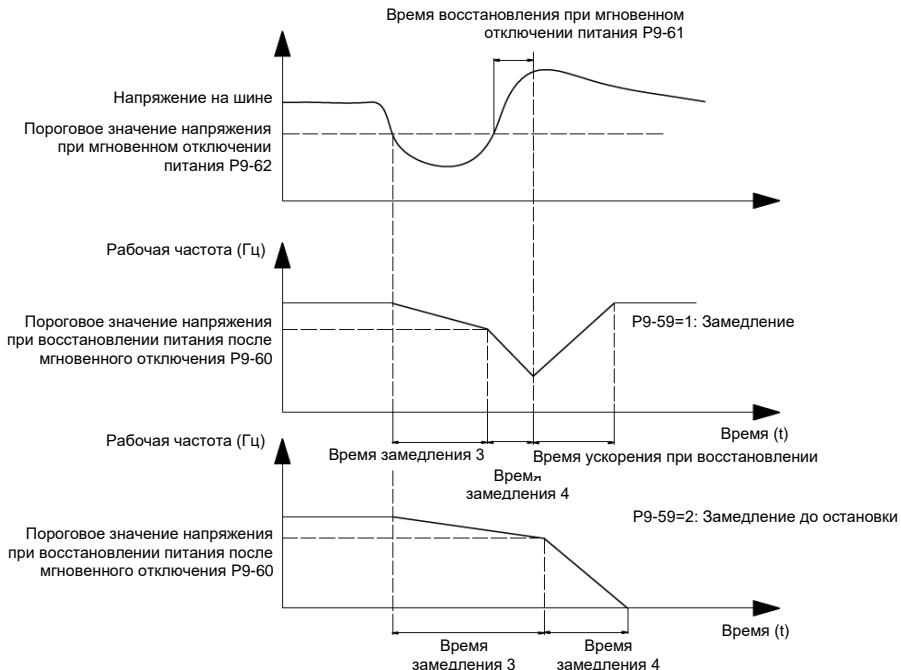 Время восстановления при мгновенном
отключении питания P9-61
Напряжение на шине
Пороговое значение напряжения
при мгновенном отключении
питания P9-62
Рабочая частота (Гц)
Пороговое значение напряжения
при восстановлении питания после
мгновенного отключения P9-60
P9-59=1: Замедление
Время (t)
Время замедления 3
Время ускорения при восстановлении
Время
замедления 4
Рабочая частота (Гц)
Пороговое значение напряжения
при восстановлении питания после
мгновенного отключения P9-60
P9-59=2: Замедление до остановки
Время (t)
Время
замедления 3
Время
замедления 4